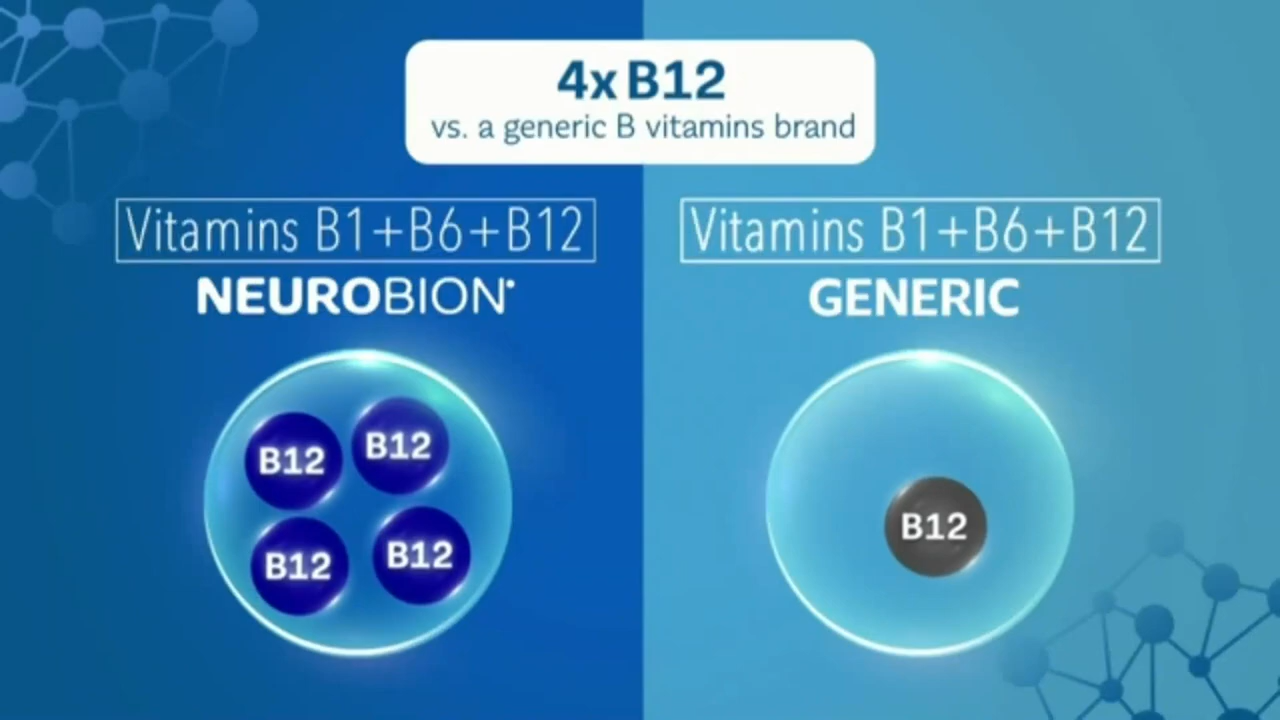 4x B12
vs. a generic B vitamins brand
Vitamins B1+B6+B12
NEUROBION
Vitamins B1+B6+B12
GENERIC
B12
B12
B12
B12
B12